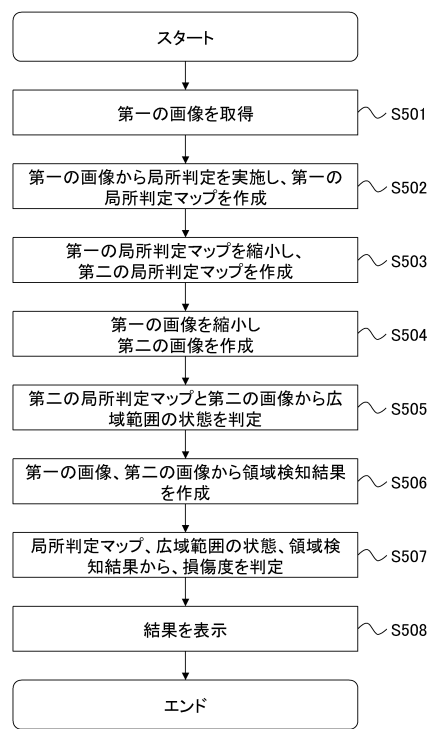 スタート
第一の画像を取得
S501
第一の画像から局所判定を実施し、第一の
局所判定マップを作成
S502
第一の局所判定マップを縮小し、
第二の局所判定マップを作成
S503
第一の画像を縮小し
第二の画像を作成
S504
第二の局所判定マップと第二の画像から広
域範囲の状態を判定
S505
第一の画像、第二の画像から領域検知結果
を作成
S506
局所判定マップ、広域範囲の状態、領域検
知結果から、損傷度を判定
S507
結果を表示
S508
エンド